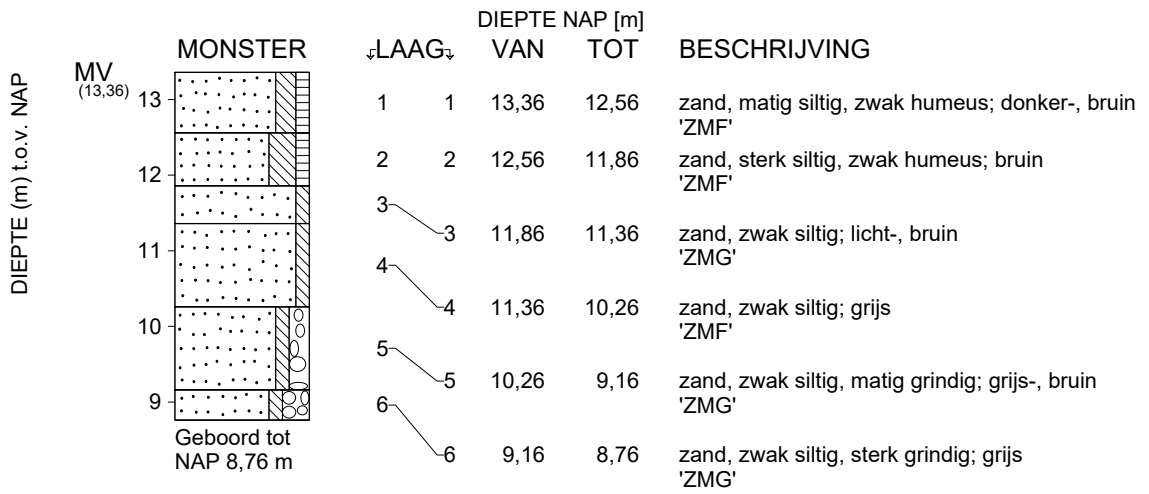 DIEPTE NAP [m]
MONSTER LAAG VAN TOT BESCHRIJVING
MV
(13,36)
DIEPTE (m) t.o.v. NAP
13
12
11
10
9
1 1 13,36 12,56 zand, matig siltig, zwak humeus; donker-, bruin
'ZMF'
2 2 12,56 11,86 zand, sterk siltig, zwak humeus; bruin
'ZMF'
3
3 11,86 11,36 zand, zwak siltig; licht-, bruin
'ZMG'
4
4 11,36 10,26 zand, zwak siltig; grijs
'ZMF'
5
5 10,26 9,16 zand, zwak siltig, matig grindig; grijs-, bruin
'ZMG'
6
6 9,16 8,76 zand, zwak siltig, sterk grindig; grijs
'ZMG'
Geboord tot
NAP 8,76 m